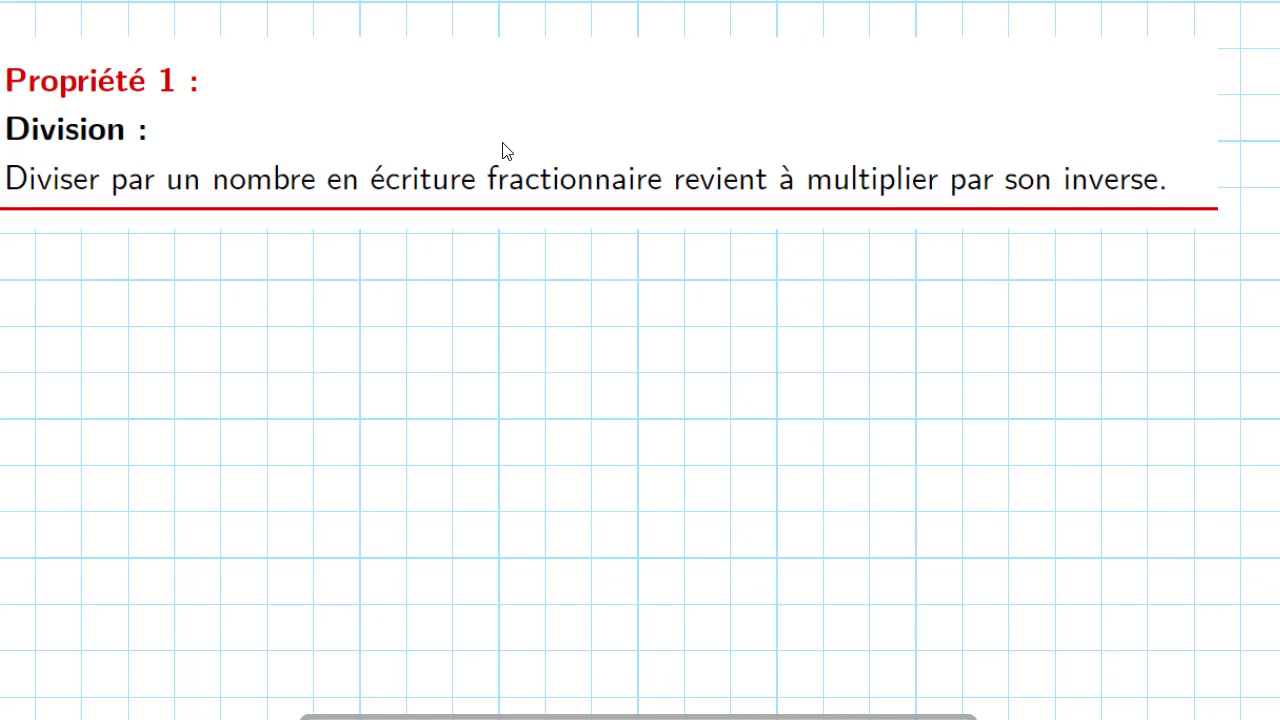 Propriété 1 :
Division :
Diviser par un nombre en écriture fractionnaire revient à multiplier par son inverse.